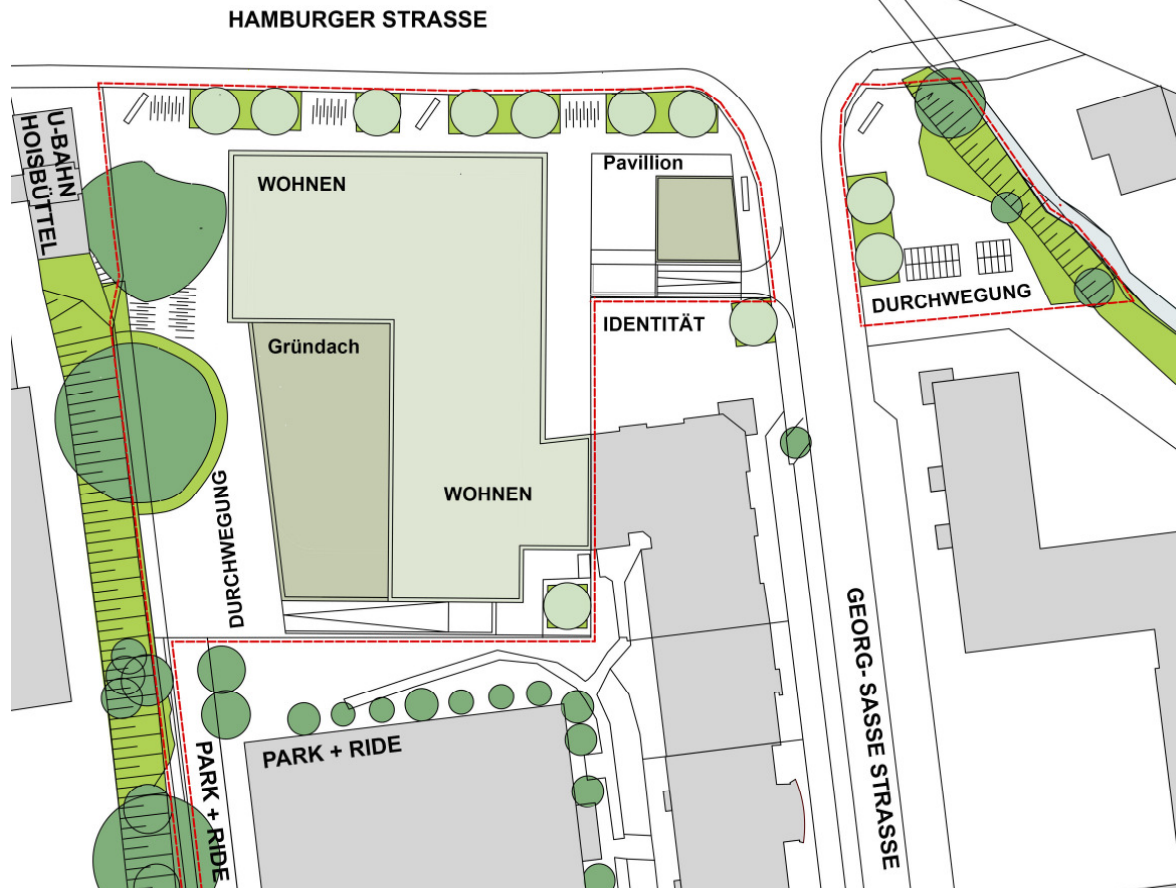 HAMBURGER STRASSE
U-BAHN
HOISBÜTTEL
WOHNEN
Pavillion
DURCHWEGUNG
IDENTITÄT
Gründach
WOHNEN
DURCHWEGUNG
GEORG- SASSE STRASSE
PARK + RIDE
PARK + RIDE